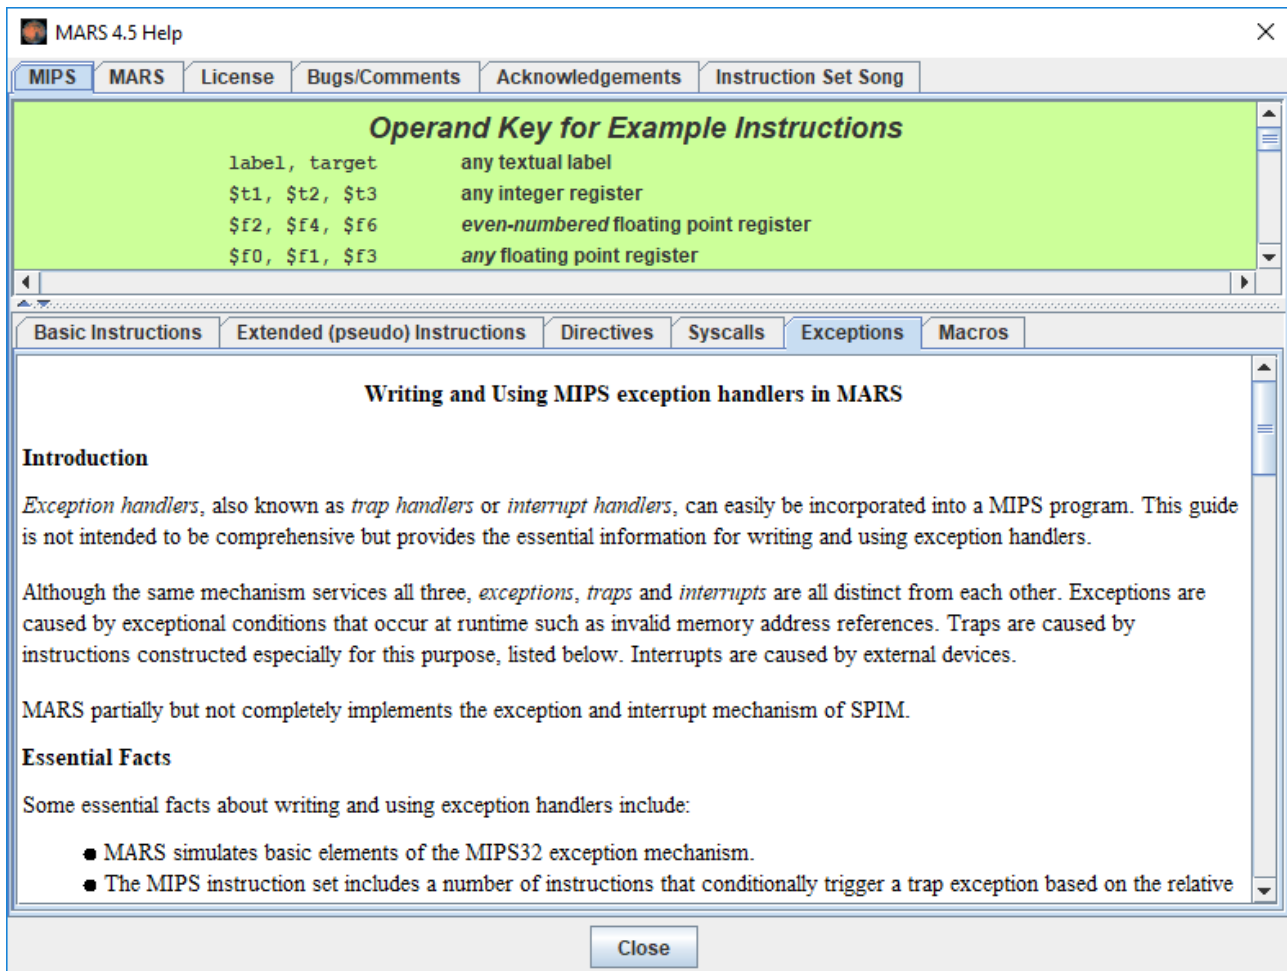 MARS 4.5 Help
MIPS MARS License Bugs/Comments Acknowledgements Instruction Set Song
Operand Key for Example Instructions
label, target any textual label
$t1, $t2, $t3 any integer register
$f2, $f4, $f6 even-numbered floating point register
$f0, $f1, $f3 any floating point register
Basic Instructions Extended (pseudo) Instructions Directives Syscalls Exceptions Macros
Writing and Using MIPS exception handlers in MARS
Introduction
Exception handlers, also known as trap handlers or interrupt handlers, can easily be incorporated into a MIPS program. This guide
is not intended to be comprehensive but provides the essential information for writing and using exception handlers.
Although the same mechanism services all three, exceptions, traps and interrupts are all distinct from each other. Exceptions are
caused by exceptional conditions that occur at runtime such as invalid memory address references. Traps are caused by
instructions constructed especially for this purpose, listed below. Interrupts are caused by external devices.
MARS partially but not completely implements the exception and interrupt mechanism of SPIM.
Essential Facts
Some essential facts about writing and using exception handlers include:
● MARS simulates basic elements of the MIPS32 exception mechanism.
● The MIPS instruction set includes a number of instructions that conditionally trigger a trap exception based on the relative
Close